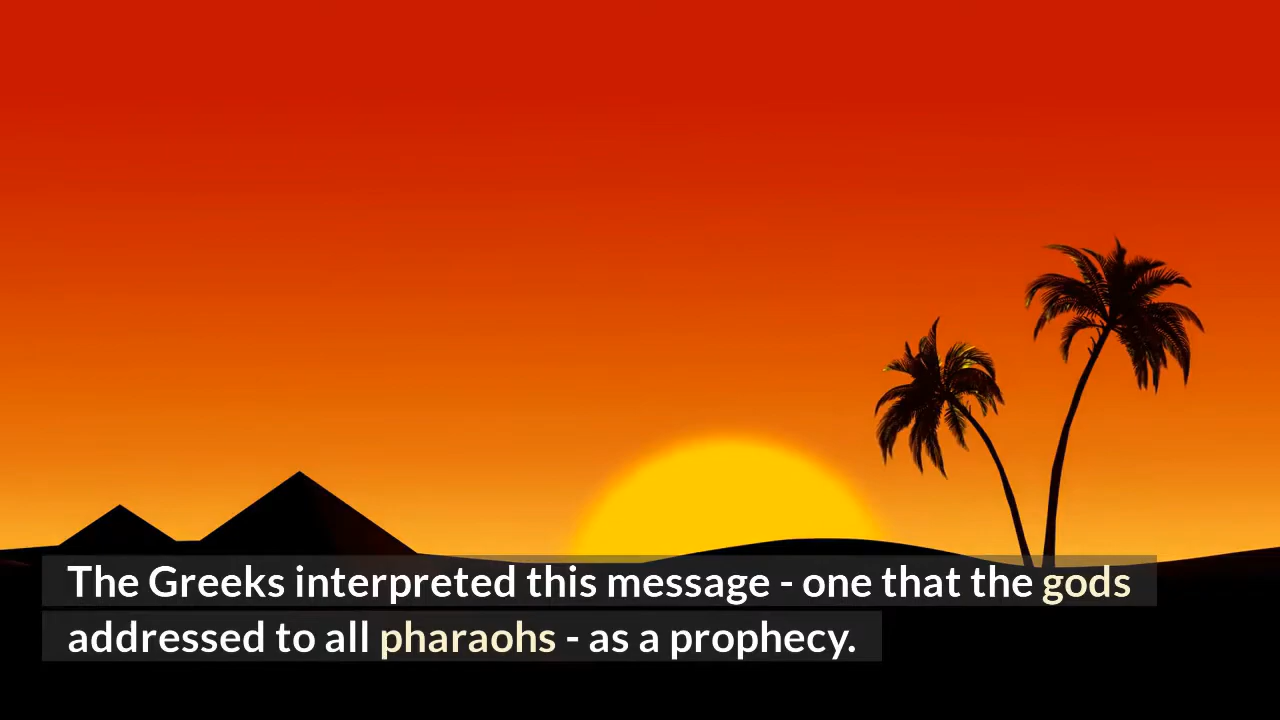 The Greeks interpreted this message - one that the gods
addressed to all pharaohs - as a prophecy.